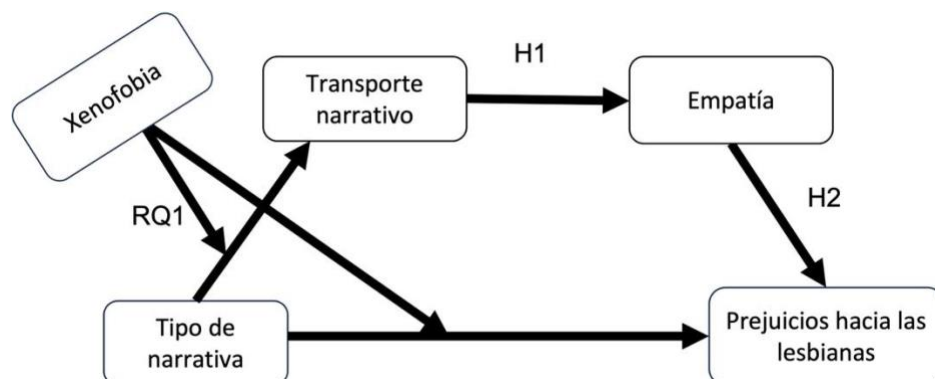 Xenofobia
Transporte
narrativo
H1
Empatía
RQ1
H2
Tipo de
narrativa
Prejuicios hacia las
lesbianas